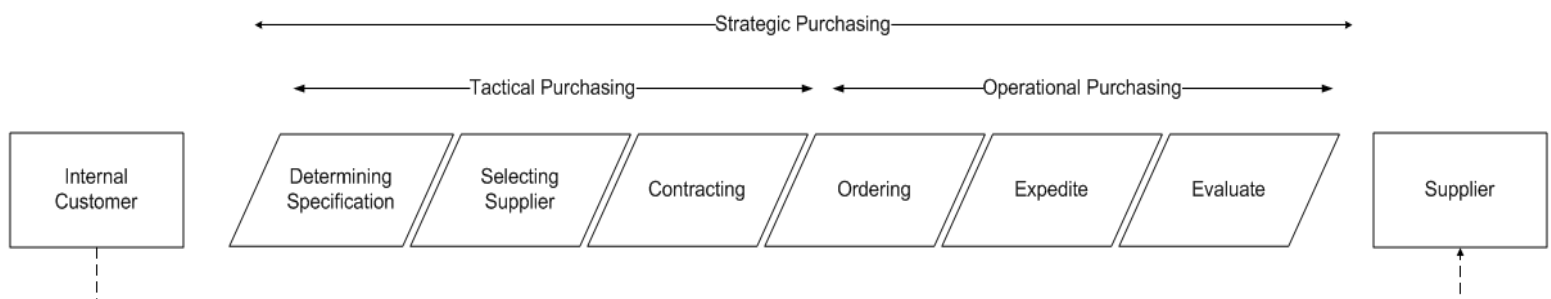 Strategic Purchasing
Tactical Purchasing
Operational Purchasing
Internal
Customer
Determining
Specification
Selecting
Supplier
Contracting
Ordering
Expedite
Evaluate
Supplier